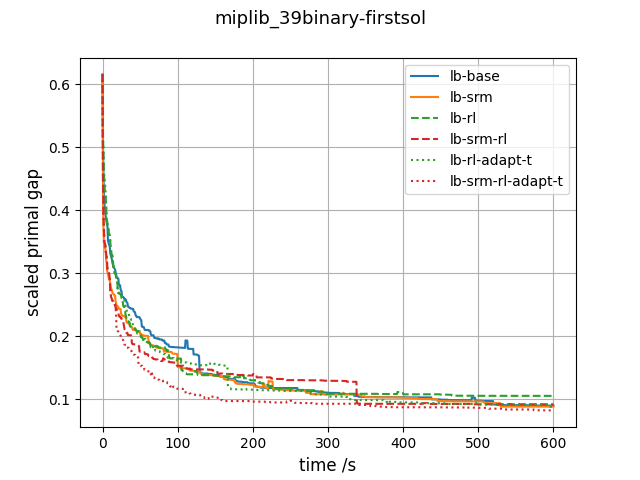 miplib_39binary-firstsol
lb-base
lb-srm
lb-rl
lb-srm-rl
lb-rl-adapt-t
lb-srm-rl-adapt-t
scaled primal gap
0.6
0.5
0.4
0.3
0.2
0.1
0 100 200 300 400 500 600
time /s